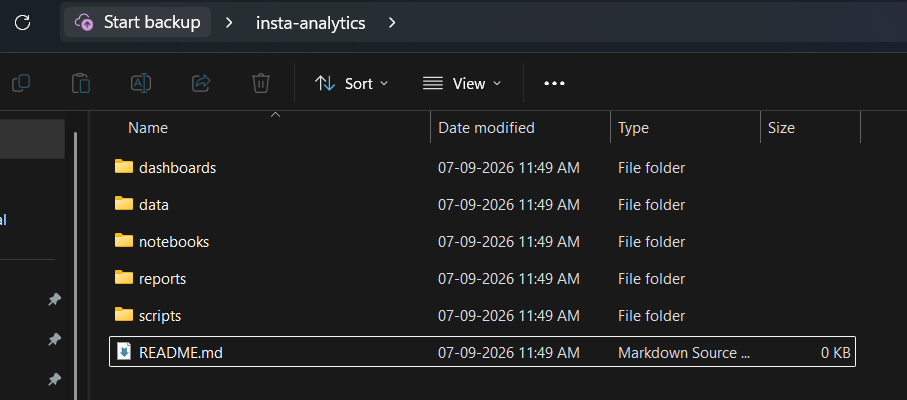 Start backup > insta-analytics >
Sort View •••
Name Date modified Type Size
dashboards 07-09-2026 11:49 AM File folder
al
data 07-09-2026 11:49 AM File folder
notebooks 07-09-2026 11:49 AM File folder
reports 07-09-2026 11:49 AM File folder
scripts 07-09-2026 11:49 AM File folder
README.md 07-09-2026 11:49 AM Markdown Source ... 0 KB